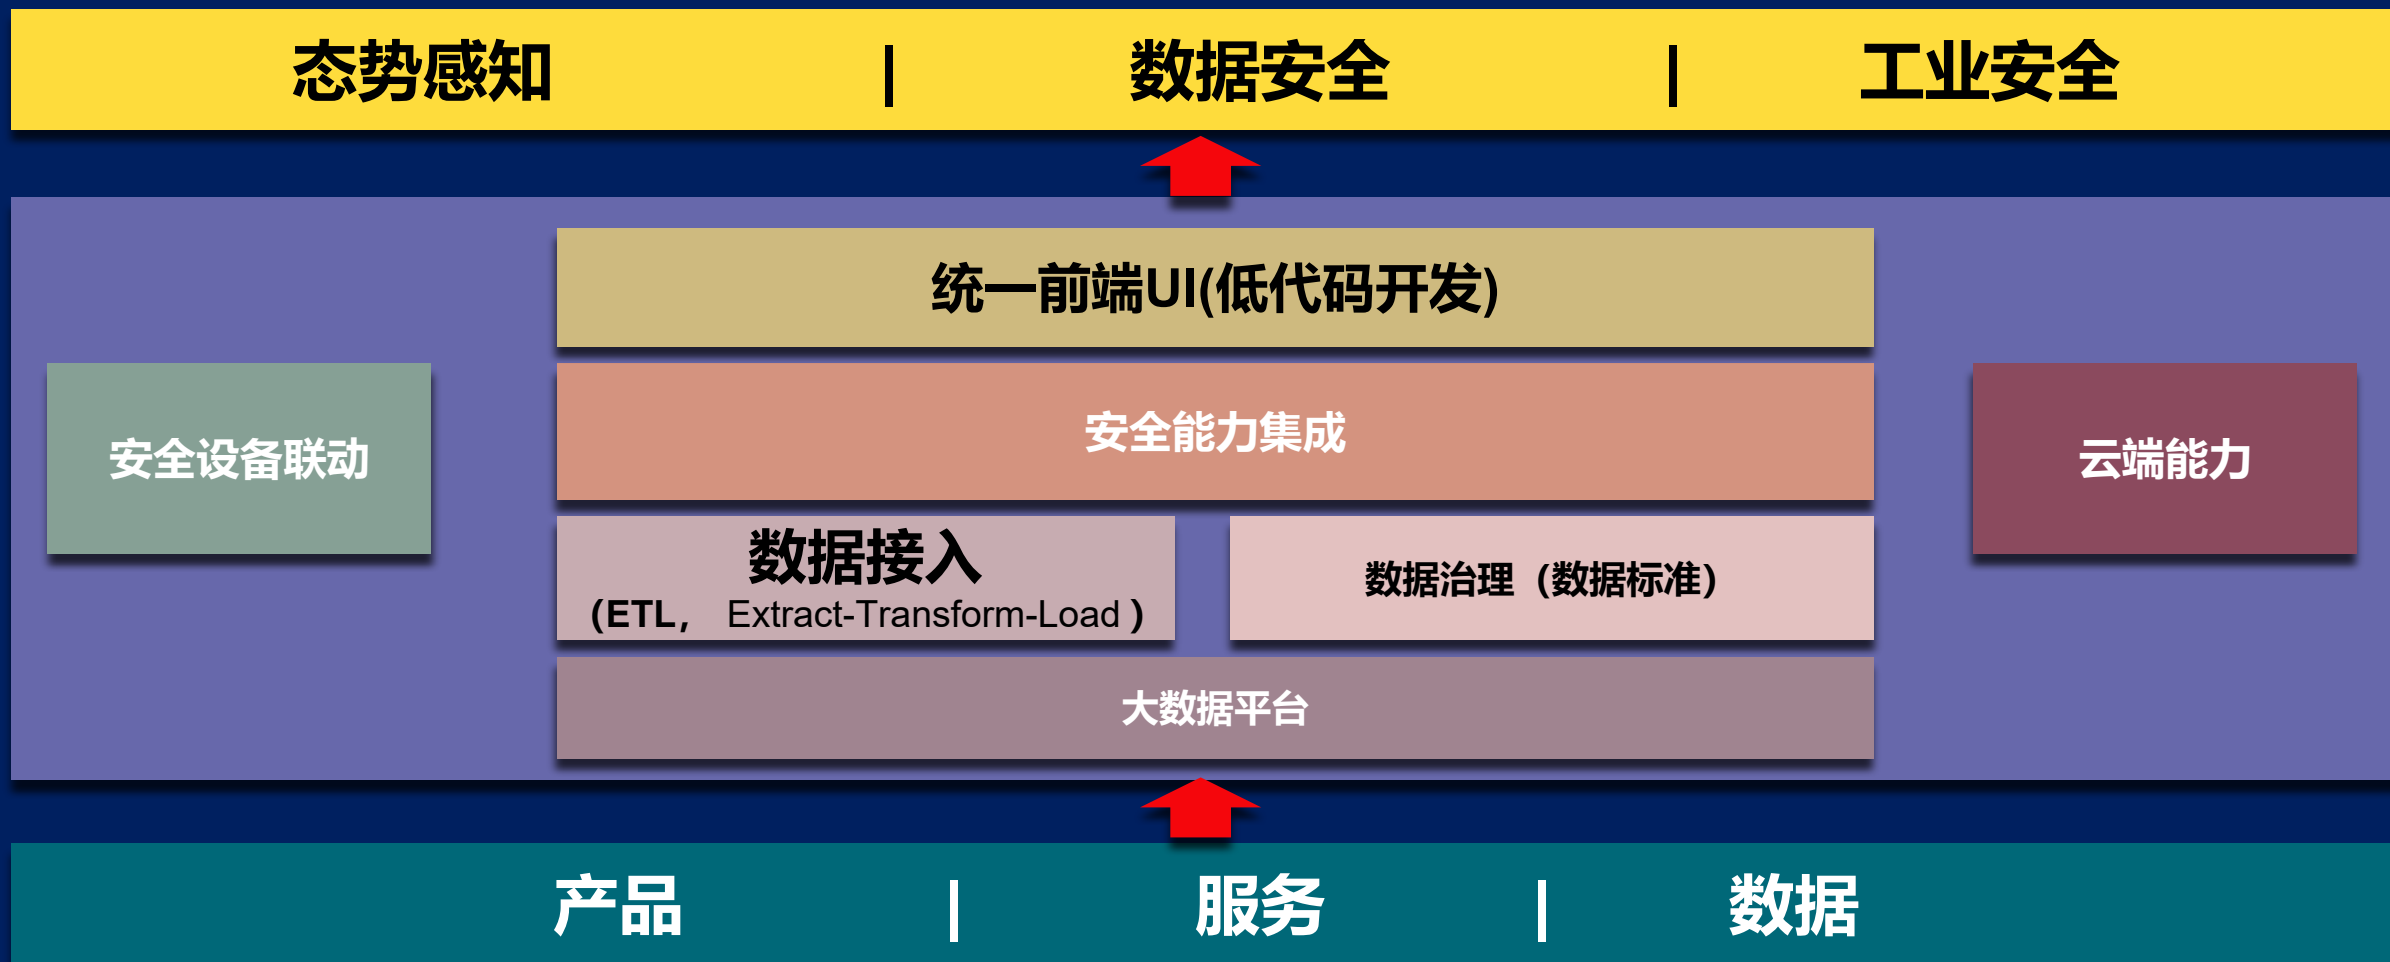 态势感知 | 数据安全 | 工业安全
统一前端UI(低代码开发)
安全设备联动
安全能力集成
云端能力
数据接入
（ETL， Extract-Transform-Load ）
数据治理（数据标准）
大数据平台
产品 | 服务 | 数据